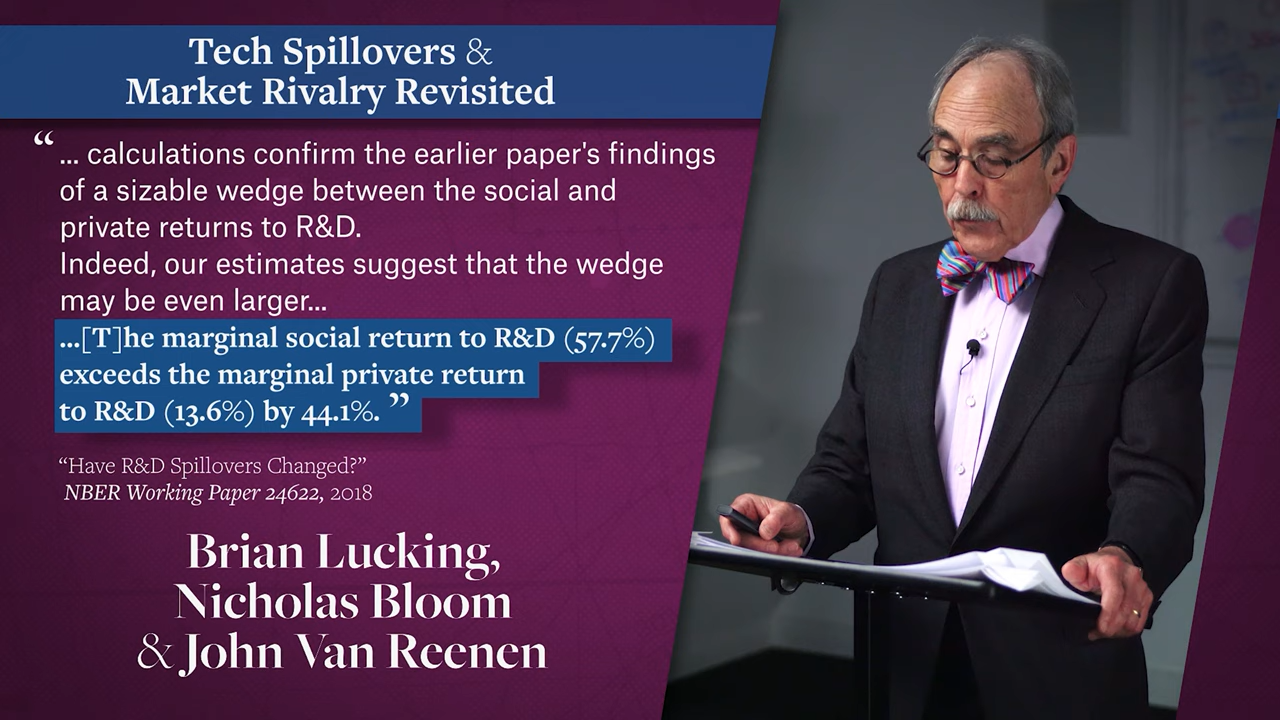 Tech Spillovers &
Market Rivalry Revisited
“... calculations confirm the earlier paper's findings
of a sizable wedge between the social and
private returns to R&D.
Indeed, our estimates suggest that the wedge
may be even larger...
...[T]he marginal social return to R&D (57.7%)
exceeds the marginal private return
to R&D (13.6%) by 44.1%.”
“Have R&D Spillovers Changed?”
NBER Working Paper 24622, 2018
Brian Lucking,
Nicholas Bloom
& John Van Reenen